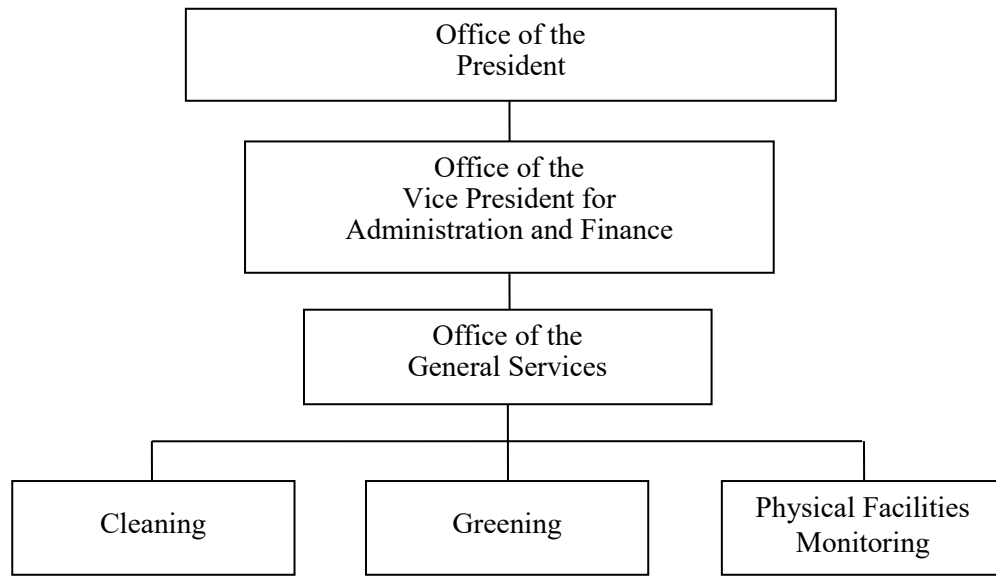 Office of the
President
Office of the
Vice President for
Administration and Finance
Office of the
General Services
Cleaning
Greening
Physical Facilities
Monitoring